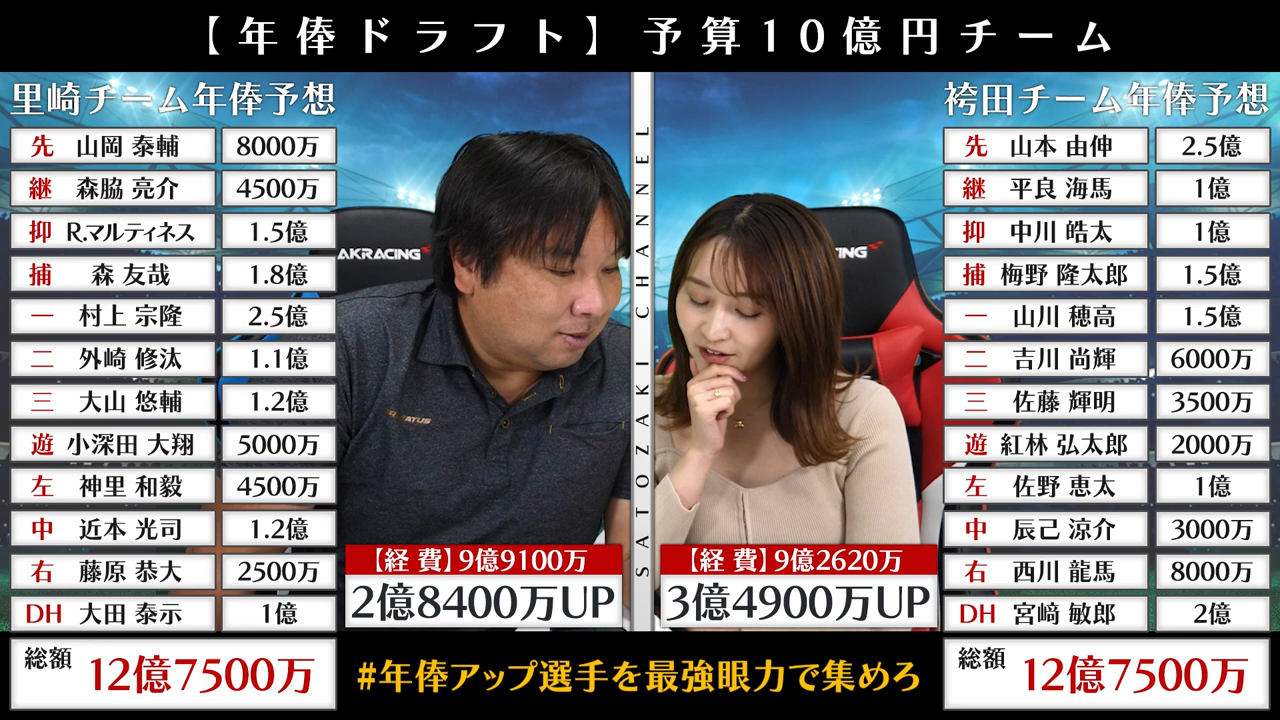 【年俸ドラフト】予算10億円チーム
里崎チーム年俸予想
先 山岡 泰輔 8000万
継 森脇 亮介 4500万
抑 R.マルティネス 1.5億
捕 森 友哉 1.8億
一 村上 宗隆 2.5億
二 外崎 修汰 1.1億
三 大山 悠輔 1.2億
遊 小深田 大翔 5000万
左 神里 和毅 4500万
中 近本 光司 1.2億
右 藤原 恭大 2500万
DH 大田 泰示 1億
総額 12億7500万
AKRACING
【経 費】9億9100万
2億8400万UP
SATOZAKI CHANNEL
【経 費】9億2620万
3億4900万UP
#年俸アップ選手を最強眼力で集めろ
袴田チーム年俸予想
先 山本 由伸 2.5億
継 平良 海馬 1億
抑 中川 皓太 1億
捕 梅野 隆太郎 1.5億
一 山川 穂高 1.5億
二 吉川 尚輝 6000万
三 佐藤 輝明 3500万
遊 紅林 弘太郎 2000万
左 佐野 恵太 1億
中 辰己 涼介 3000万
右 西川 龍馬 8000万
DH 宮﨑 敏郎 2億
総額 12億7500万